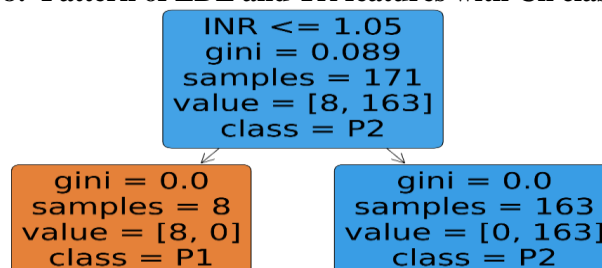 INR <= 1.05
gini = 0.089
samples = 171
value = [8, 163]
class = P2
gini = 0.0
samples = 8
value = [8, 0]
class = P1
gini = 0.0
samples = 163
value = [0, 163]
class = P2